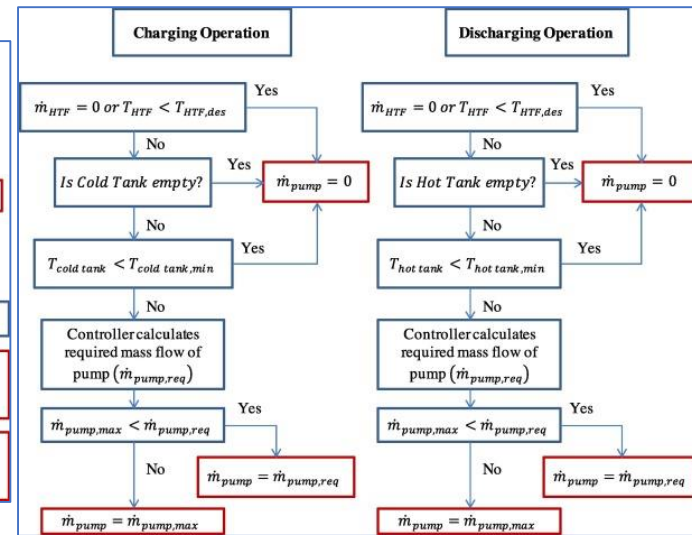 Charging Operation
Discharging Operation
ṁ_HTF = 0 or T_HTF < T_HTF,des
Yes
No
Is Cold Tank empty?
Yes
ṁ_pump = 0
No
T_cold tank < T_cold tank,min
Yes
No
Controller calculates
required mass flow of
pump (ṁ_pump,req)
ṁ_pump,max < ṁ_pump,req
Yes
No
ṁ_pump = ṁ_pump,req
ṁ_pump = ṁ_pump,max
ṁ_HTF = 0 or T_HTF < T_HTF,des
Yes
No
Is Hot Tank empty?
Yes
ṁ_pump = 0
No
T_hot tank < T_hot tank,min
Yes
No
Controller calculates
required mass flow of
pump (ṁ_pump,req)
ṁ_pump,max < ṁ_pump,req
Yes
No
ṁ_pump = ṁ_pump,req
ṁ_pump = ṁ_pump,max